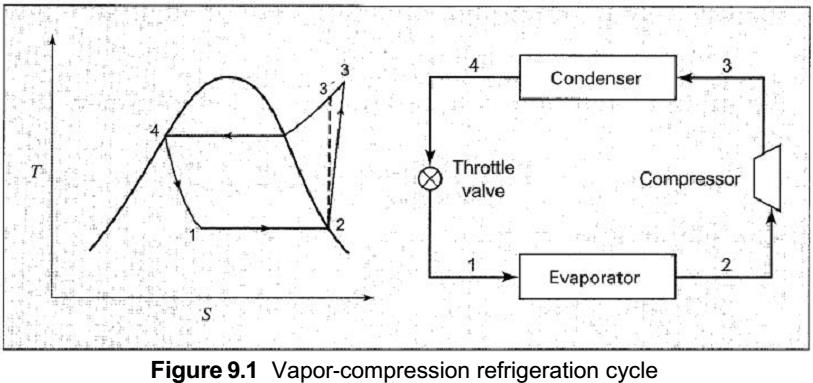 T
S
1
2
3'
3
4
4
Condenser
3
Throttle
valve
Compressor
1
Evaporator
2
Figure 9.1 Vapor-compression refrigeration cycle